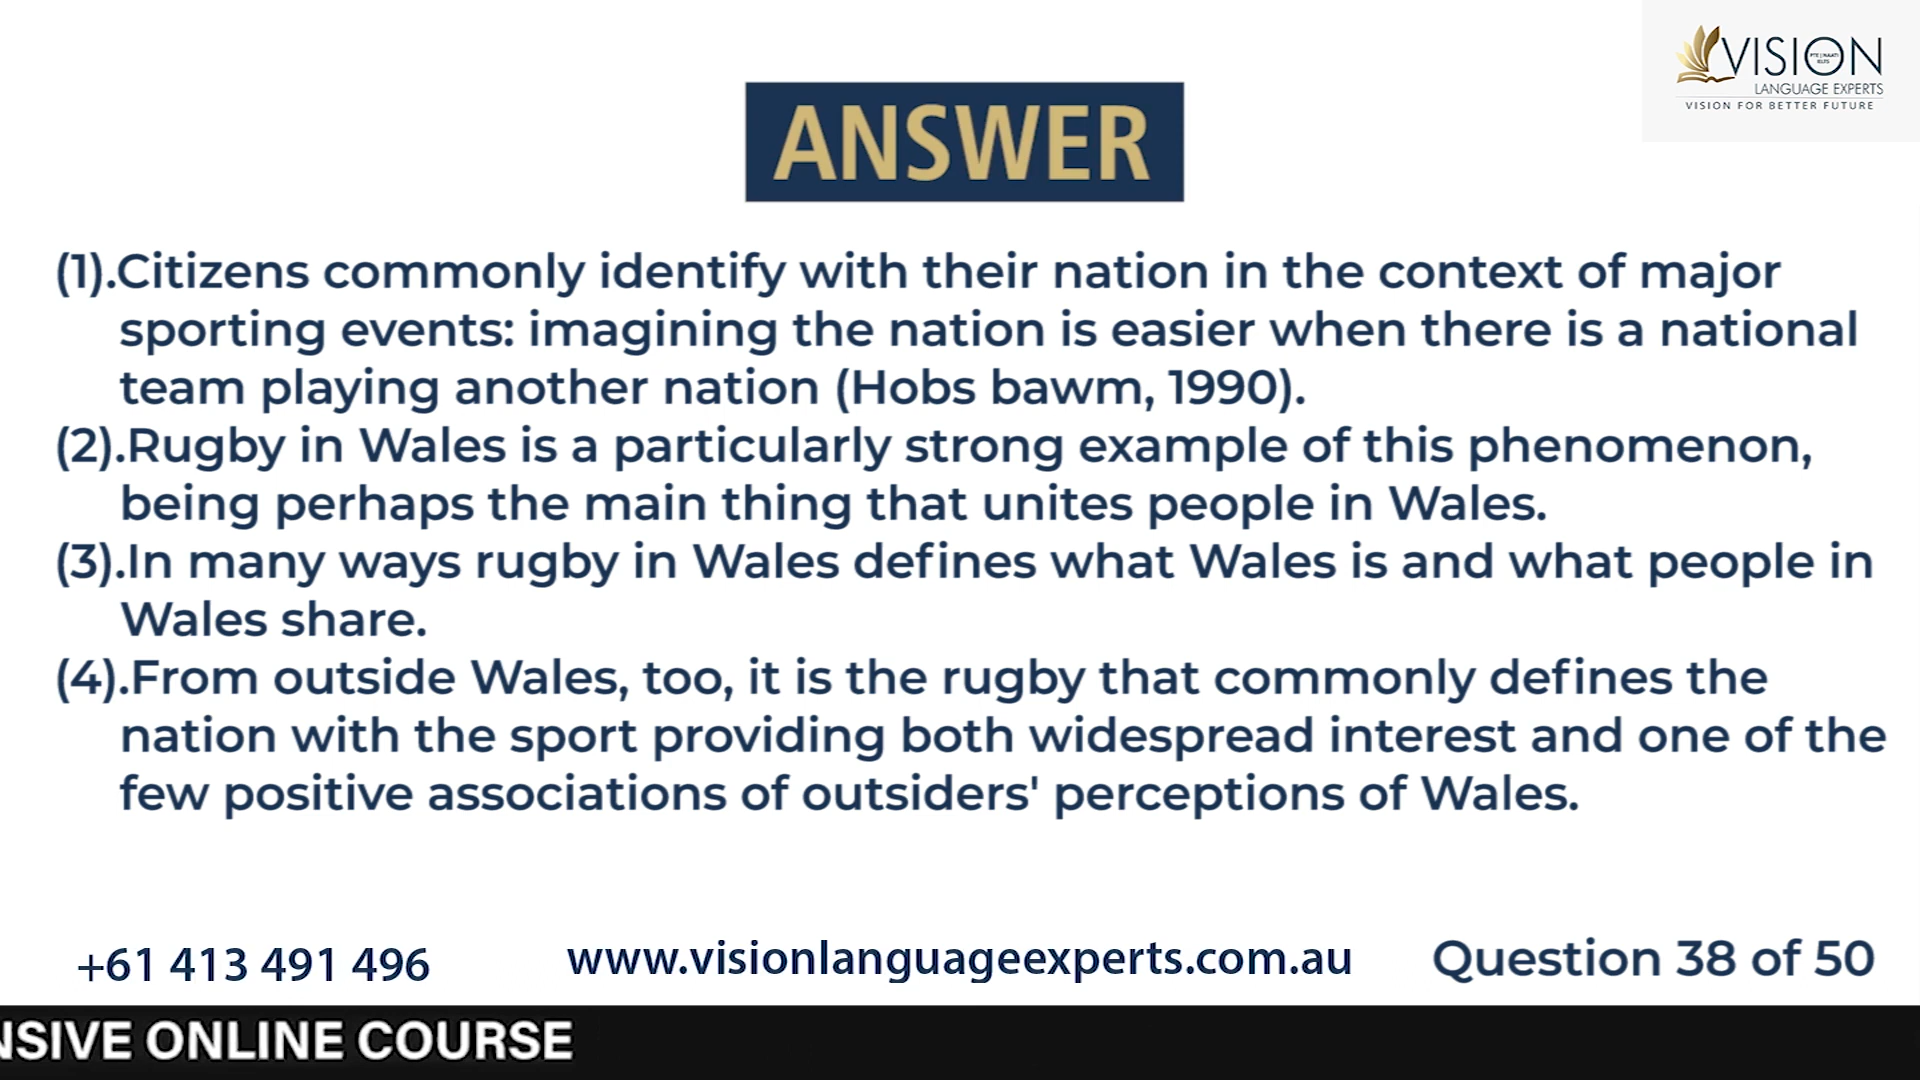 VISION
LANGUAGE EXPERTS
VISION FOR BETTER FUTURE
ANSWER
(1).Citizens commonly identify with their nation in the context of major
sporting events: imagining the nation is easier when there is a national
team playing another nation (Hobs bawm, 1990).
(2).Rugby in Wales is a particularly strong example of this phenomenon,
being perhaps the main thing that unites people in Wales.
(3).In many ways rugby in Wales defines what Wales is and what people in
Wales share.
(4).From outside Wales, too, it is the rugby that commonly defines the
nation with the sport providing both widespread interest and one of the
few positive associations of outsiders' perceptions of Wales.
+61 413 491 496
www.visionlanguageexperts.com.au
Question 38 of 50
NSIVE ONLINE COURSE